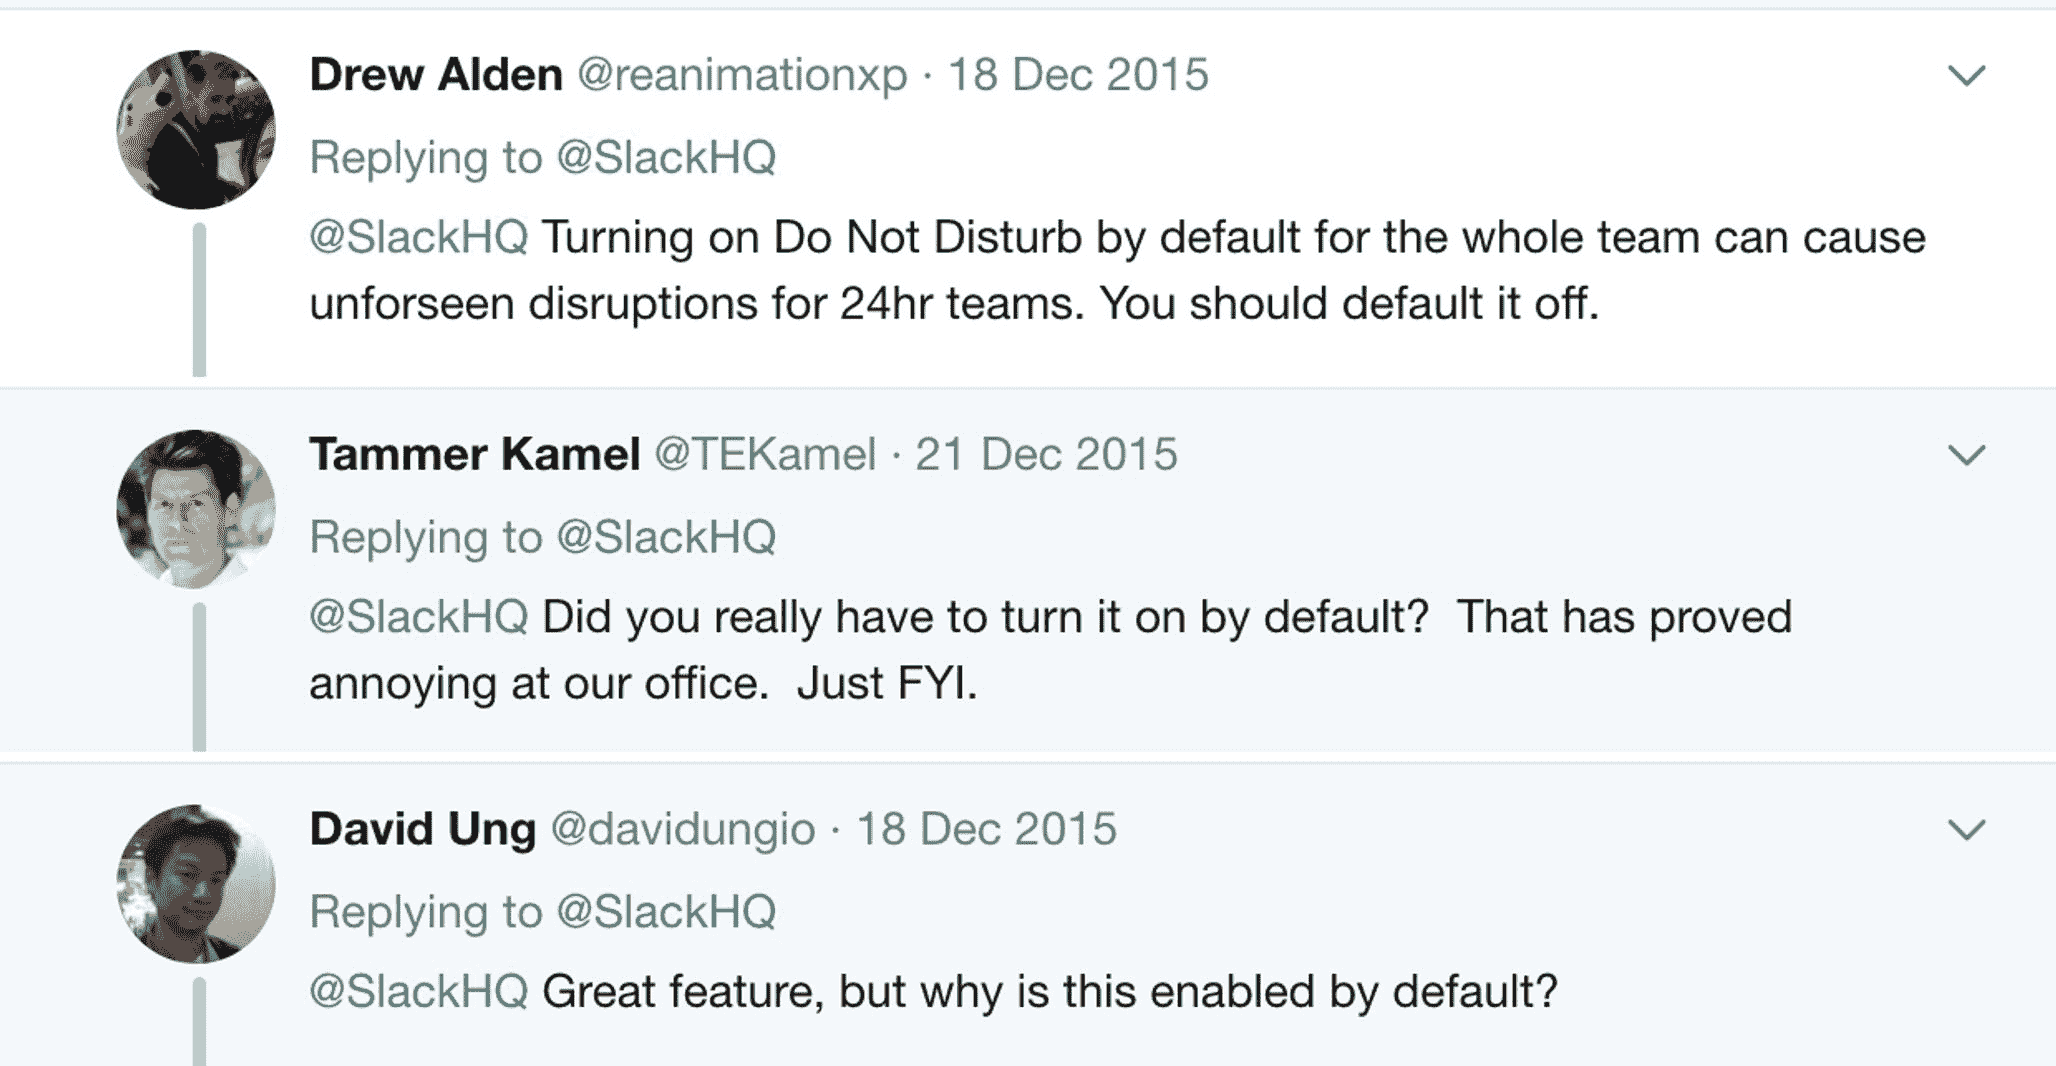 Drew Alden @reanimationxp · 18 Dec 2015
Replying to @SlackHQ
@SlackHQ Turning on Do Not Disturb by default for the whole team can cause
unforseen disruptions for 24hr teams. You should default it off.
Tammer Kamel @TEKamel · 21 Dec 2015
Replying to @SlackHQ
@SlackHQ Did you really have to turn it on by default?  That has proved
annoying at our office.  Just FYI.
David Ung @davidungio · 18 Dec 2015
Replying to @SlackHQ
@SlackHQ Great feature, but why is this enabled by default?